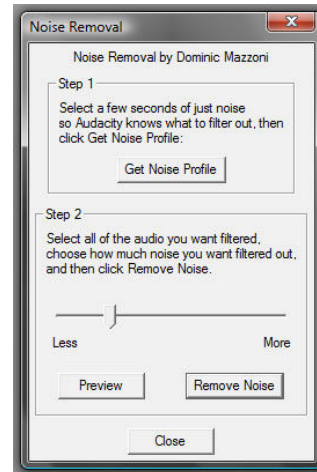 Noise Removal
Noise Removal by Dominic Mazzoni
Step 1
Select a few seconds of just noise
so Audacity knows what to filter out, then
click Get Noise Profile:
Get Noise Profile
Step 2
Select all of the audio you want filtered,
choose how much noise you want filtered out,
and then click Remove Noise.
Less More
Preview Remove Noise
Close